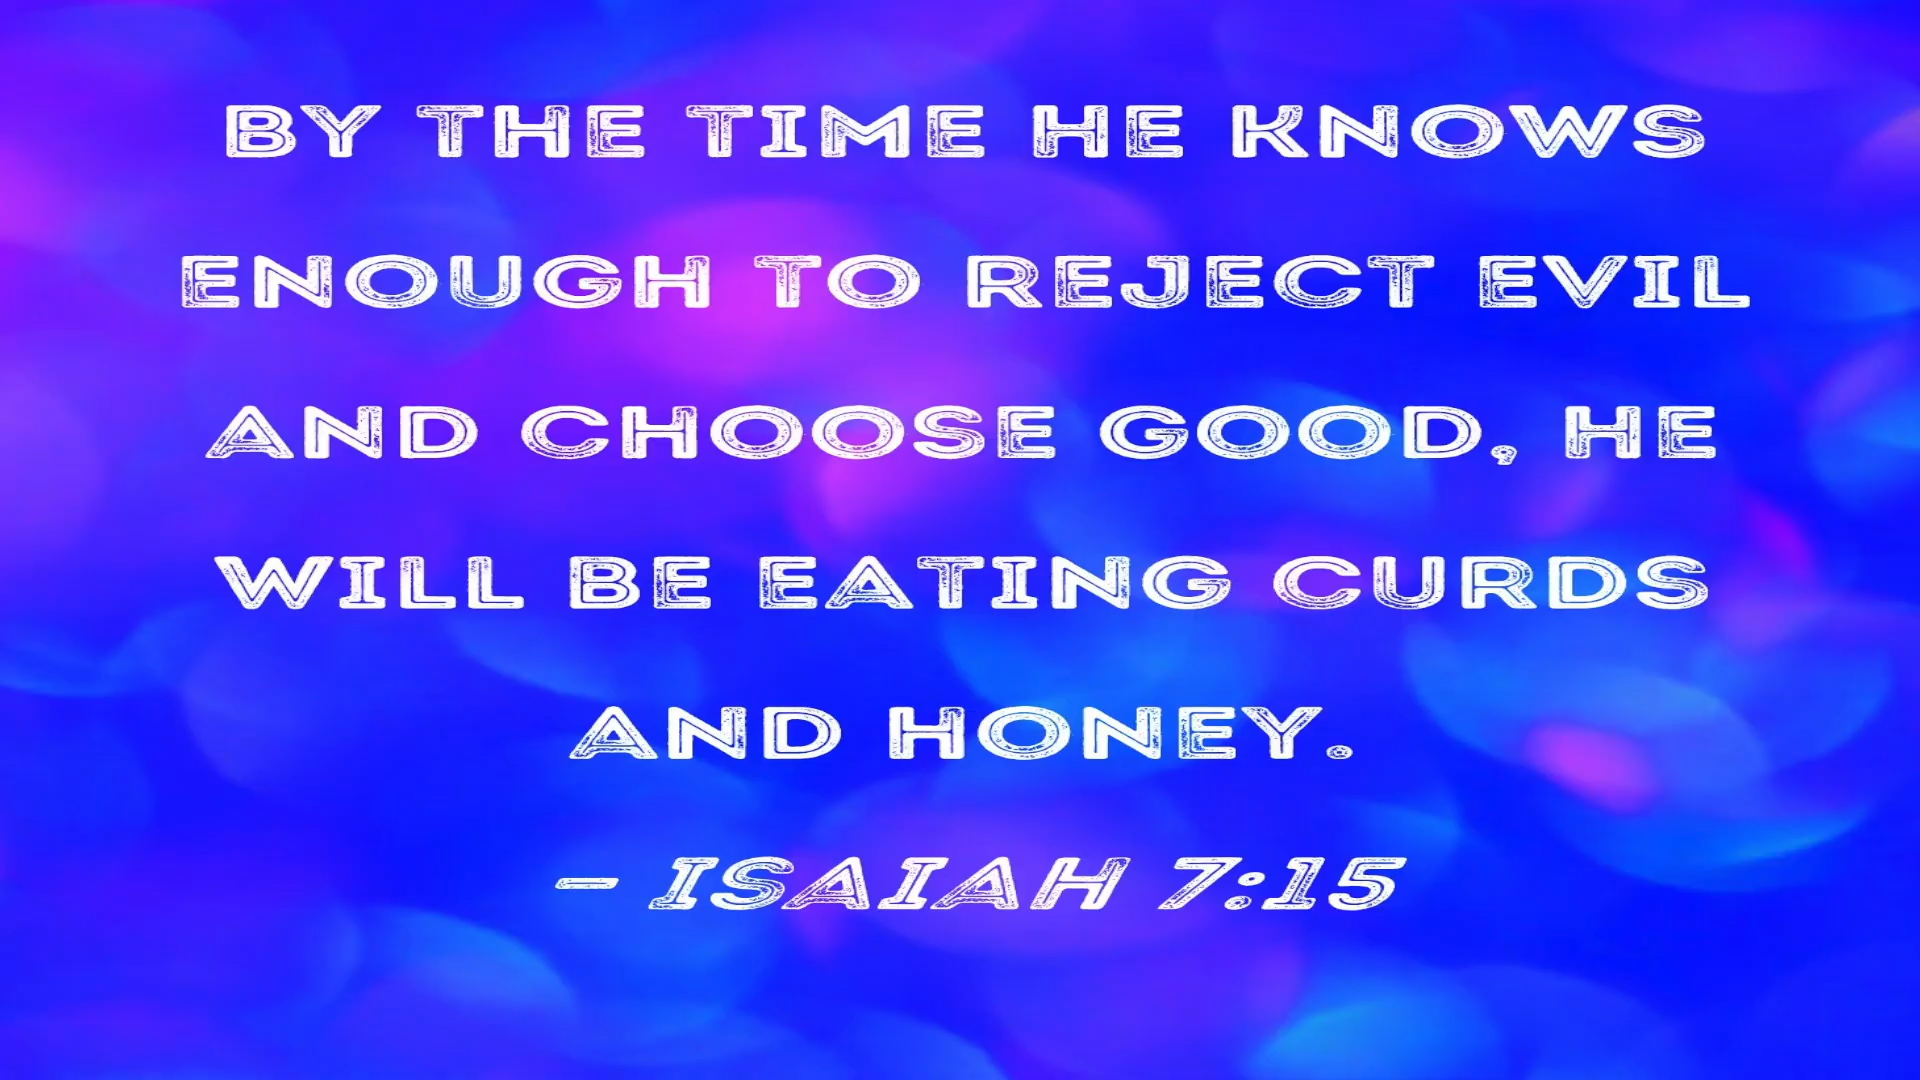 BY THE TIME HE KNOWS
ENOUGH TO REJECT EVIL
AND CHOOSE GOOD, HE
WILL BE EATING CURDS
AND HONEY.
– ISAIAH 7:15